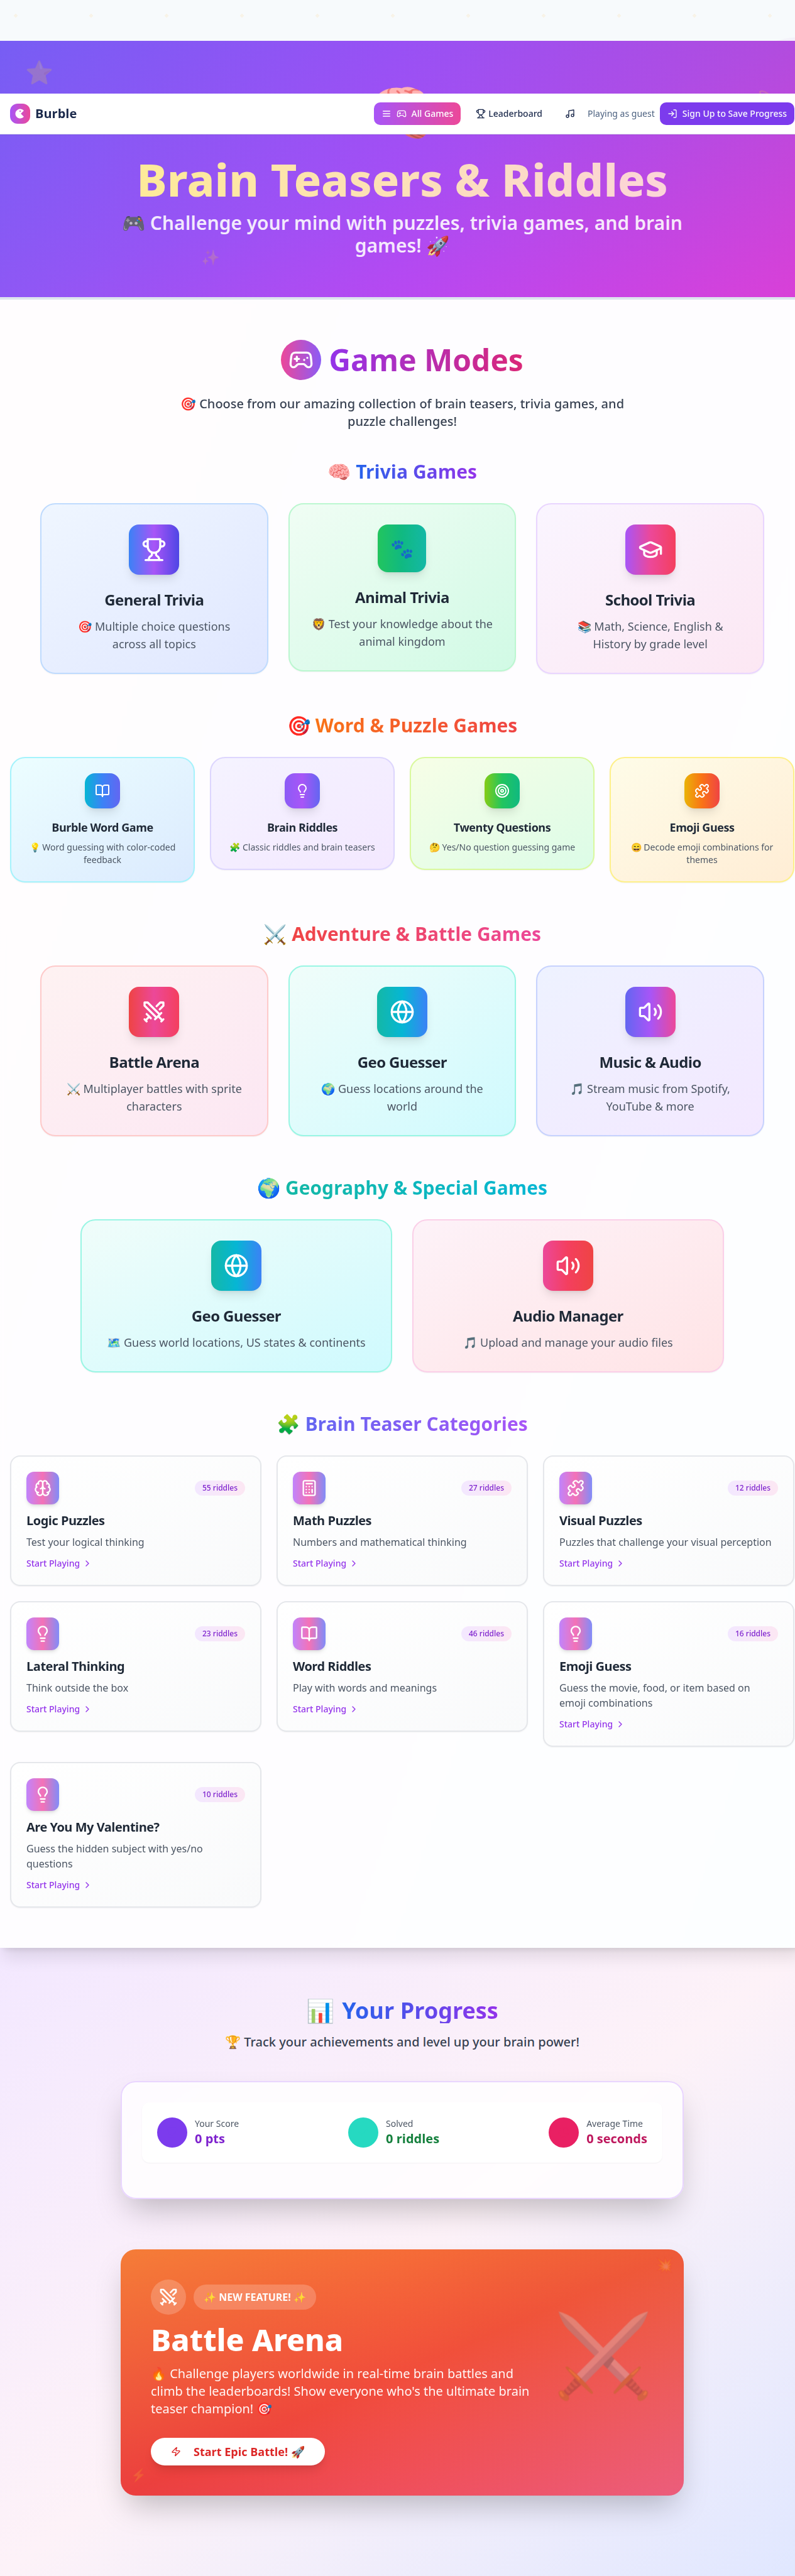 Burble
All Games
Leaderboard
Playing as guest
Sign Up to Save Progress
Brain Teasers & Riddles
🎮 Challenge your mind with puzzles, trivia games, and brain
games! 🚀
Game Modes
🎯 Choose from our amazing collection of brain teasers, trivia games, and
puzzle challenges!
🧠 Trivia Games
General Trivia
🎯 Multiple choice questions
across all topics
Animal Trivia
🦁 Test your knowledge about the
animal kingdom
School Trivia
📚 Math, Science, English &
History by grade level
🎯 Word & Puzzle Games
Burble Word Game
💡 Word guessing with color-coded
feedback
Brain Riddles
🧩 Classic riddles and brain teasers
Twenty Questions
🤔 Yes/No question guessing game
Emoji Guess
😄 Decode emoji combinations for
themes
⚔️ Adventure & Battle Games
Battle Arena
⚔️ Multiplayer battles with sprite
characters
Geo Guesser
🌍 Guess locations around the
world
Music & Audio
🎵 Stream music from Spotify,
YouTube & more
🌍 Geography & Special Games
Geo Guesser
🗺️ Guess world locations, US states & continents
Audio Manager
🎵 Upload and manage your audio files
🧩 Brain Teaser Categories
55 riddles
Logic Puzzles
Test your logical thinking
Start Playing
27 riddles
Math Puzzles
Numbers and mathematical thinking
Start Playing
12 riddles
Visual Puzzles
Puzzles that challenge your visual perception
Start Playing
23 riddles
Lateral Thinking
Think outside the box
Start Playing
46 riddles
Word Riddles
Play with words and meanings
Start Playing
16 riddles
Emoji Guess
Guess the movie, food, or item based on
emoji combinations
Start Playing
10 riddles
Are You My Valentine?
Guess the hidden subject with yes/no
questions
Start Playing
📊 Your Progress
🏆 Track your achievements and level up your brain power!
Your Score
0 pts
Solved
0 riddles
Average Time
0 seconds
✨ NEW FEATURE! ✨
Battle Arena
🔥 Challenge players worldwide in real-time brain battles and
climb the leaderboards! Show everyone who's the ultimate brain
teaser champion! 🎯
Start Epic Battle! 🚀